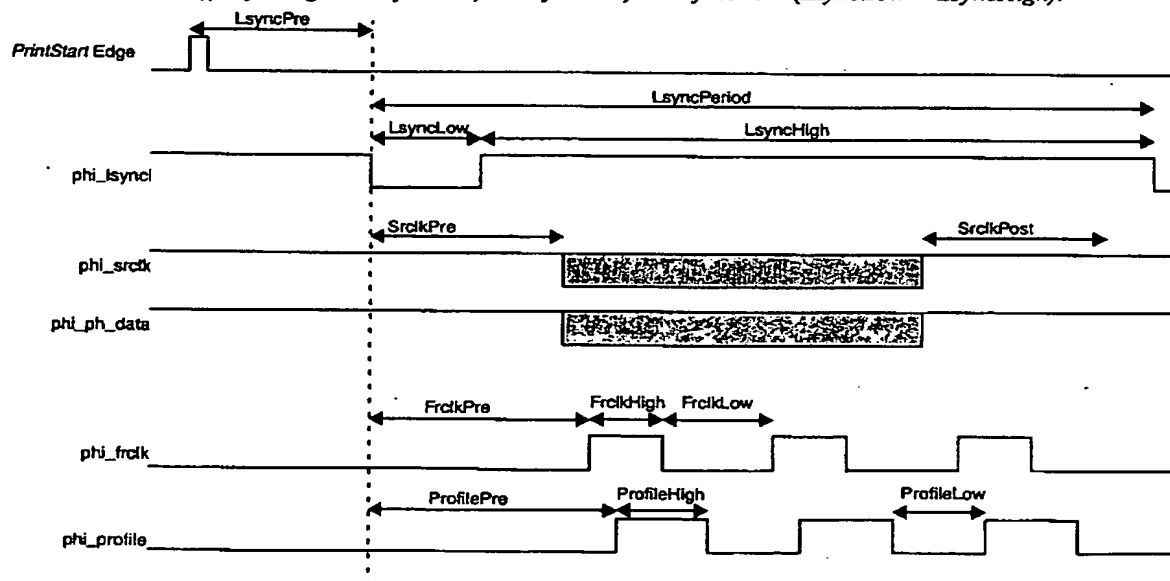 LsyncPre
PrintStart Edge
LsyncPeriod
LsyncLow LsyncHigh
phi_lsyncl
SrclkPre SrclkPost
phi_srclk
phi_ph_data
FrclkPre FrclkHigh FrclkLow
phi_frclk
ProfilePre ProfileHigh ProfileLow
phi_profile